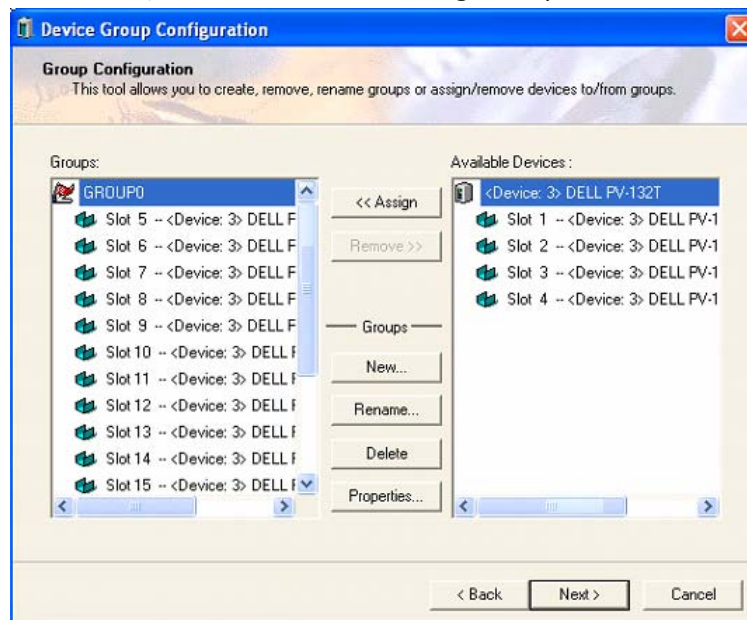 Device Group Configuration
Group Configuration
This tool allows you to create, remove, rename groups or assign/remove devices to/from groups.
Groups:
Available Devices :
GROUP0
Slot 5 -- <Device: 3> DELL F
Slot 6 -- <Device: 3> DELL F
Slot 7 -- <Device: 3> DELL F
Slot 8 -- <Device: 3> DELL F
Slot 9 -- <Device: 3> DELL F
Slot 10 -- <Device: 3> DELL F
Slot 11 -- <Device: 3> DELL F
Slot 12 -- <Device: 3> DELL F
Slot 13 -- <Device: 3> DELL F
Slot 14 -- <Device: 3> DELL F
Slot 15 -- <Device: 3> DELL F
<< Assign
Remove >>
Groups
New...
Rename...
Delete
Properties...
<Device: 3> DELL PV-132T
Slot 1 -- <Device: 3> DELL PV-1
Slot 2 -- <Device: 3> DELL PV-1
Slot 3 -- <Device: 3> DELL PV-1
Slot 4 -- <Device: 3> DELL PV-1
< Back
Next >
Cancel